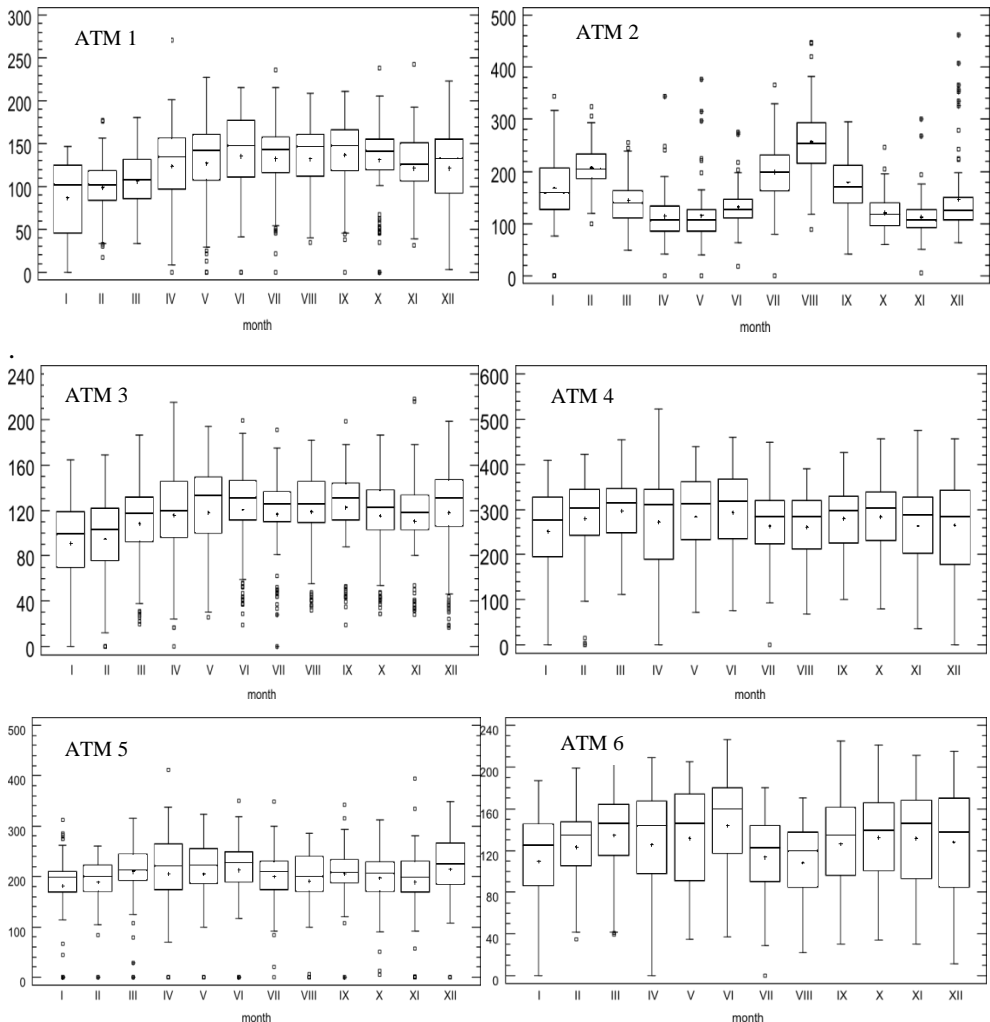 ATM 1
300
250
200
150
100
50
0
I II III IV V VI VII VIII IX X XI XII
month
ATM 2
500
400
300
200
100
0
I II III IV V VI VII VIII IX X XI XII
month
.
ATM 3
240
200
160
120
80
40
0
I II III IV V VI VII VIII IX X XI XII
month
ATM 4
600
500
400
300
200
100
0
I II III IV V VI VII VIII IX X XI XII
month
ATM 5
500
400
300
200
100
0
I II III IV V VI VII VIII IX X XI XII
month
ATM 6
240
200
160
120
80
40
0
I II III IV V VI VII VIII IX X XI XII
month